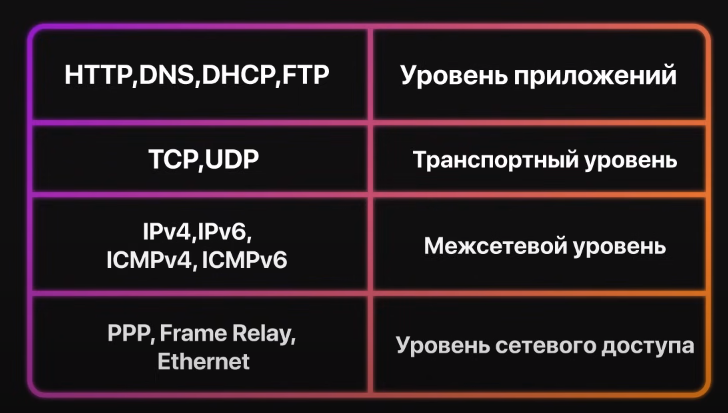 HTTP,DNS,DHCP,FTP
Уровень приложений
TCP,UDP
Транспортный уровень
IPv4,IPv6,
ICMPv4, ICMPv6
Межсетевой уровень
PPP, Frame Relay,
Ethernet
Уровень сетевого доступа